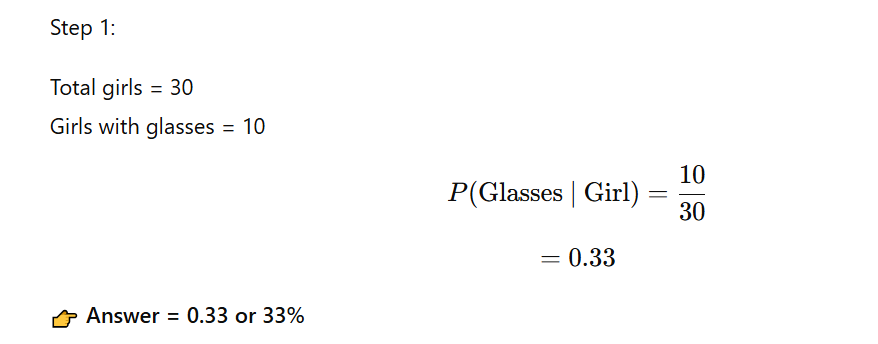 Step 1:
Total girls = 30
Girls with glasses = 10
P(Glasses | Girl) = 10/30
= 0.33
👉 Answer = 0.33 or 33%